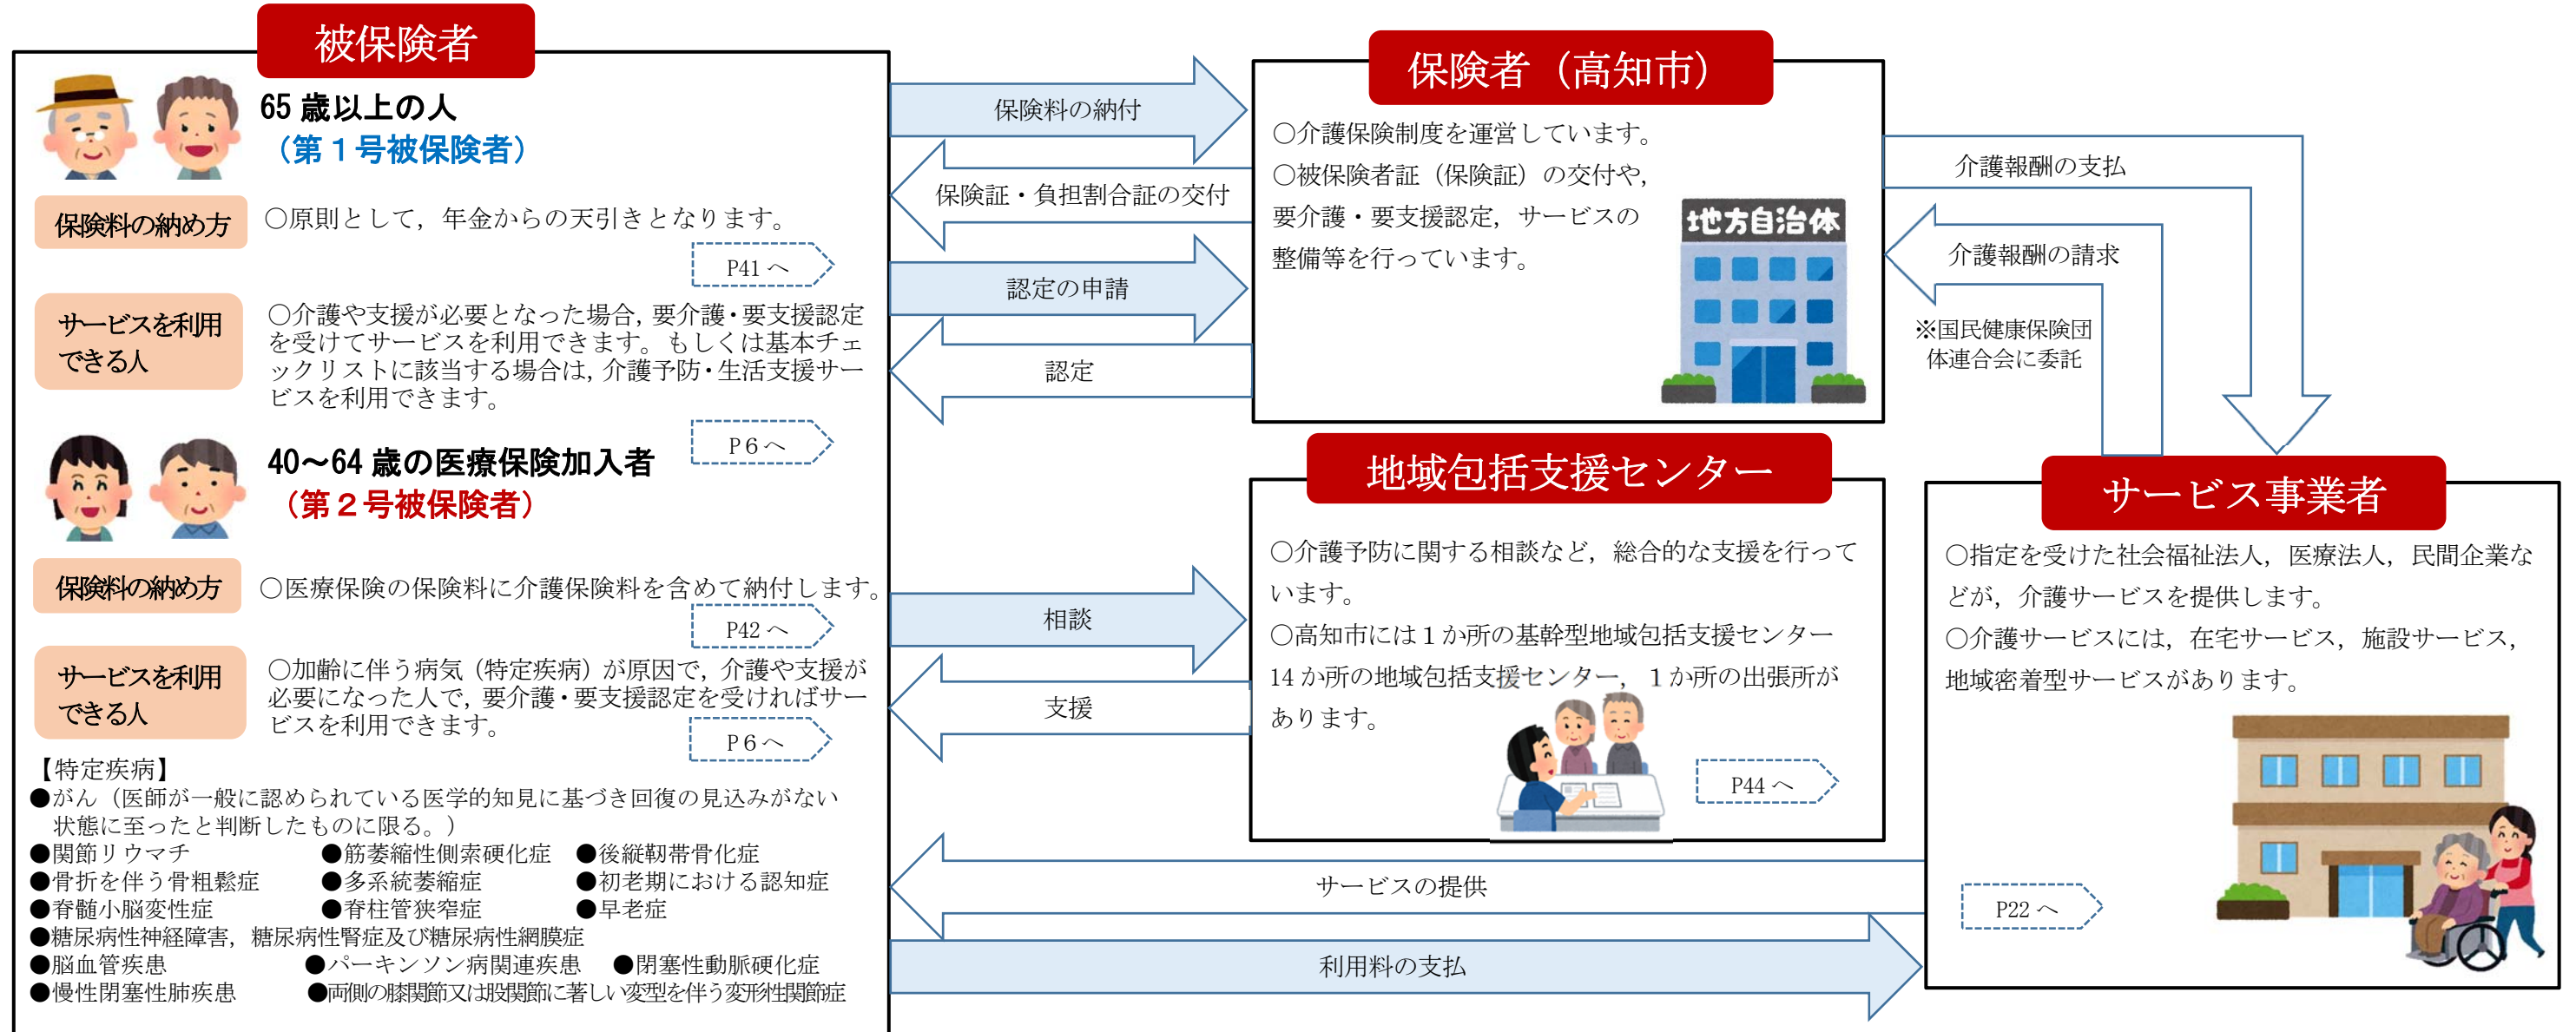 被保険者
65 歳以上の人
（第１号被保険者）
保険料の納め方
○原則として，年金からの天引きとなります。
P41 へ
サービスを利用
できる人
○介護や支援が必要となった場合，要介護・要支援認定
を受けてサービスを利用できます。もしくは基本チェ
ックリストに該当する場合は，介護予防・生活支援サー
ビスを利用できます。
P６へ
40～64 歳の医療保険加入者
（第２号被保険者）
保険料の納め方
○医療保険の保険料に介護保険料を含めて納付します。
P42 へ
サービスを利用
できる人
○加齢に伴う病気（特定疾病）が原因で，介護や支援が
必要になった人で，要介護・要支援認定を受ければサー
ビスを利用できます。
P６へ
【特定疾病】
●がん（医師が一般に認められている医学的知見に基づき回復の見込みがない
状態に至ったと判断したものに限る。）
●関節リウマチ ●筋萎縮性側索硬化症 ●後縦靭帯骨化症
●骨折を伴う骨粗鬆症 ●多系統萎縮症 ●初老期における認知症
●脊髄小脳変性症 ●脊柱管狭窄症 ●早老症
●糖尿病性神経障害，糖尿病性腎症及び糖尿病性網膜症
●脳血管疾患 ●パーキンソン病関連疾患 ●閉塞性動脈硬化症
●慢性閉塞性肺疾患 ●両側の膝関節又は股関節に著しい変型を伴う変形性関節症
保険料の納付
保険証・負担割合証の交付
認定の申請
認定
相談
支援
サービスの提供
利用料の支払
保険者（高知市）
○介護保険制度を運営しています。
○被保険者証（保険証）の交付や，
要介護・要支援認定，サービスの
整備等を行っています。
地方自治体
地域包括支援センター
○介護予防に関する相談など，総合的な支援を行って
います。
○高知市には１か所の基幹型地域包括支援センター
14 か所の地域包括支援センター，１か所の出張所が
あります。
P44 へ
介護報酬の支払
介護報酬の請求
※国民健康保険団
体連合会に委託
サービス事業者
○指定を受けた社会福祉法人，医療法人，民間企業な
どが，介護サービスを提供します。
○介護サービスには，在宅サービス，施設サービス，
地域密着型サービスがあります。
P22 へ